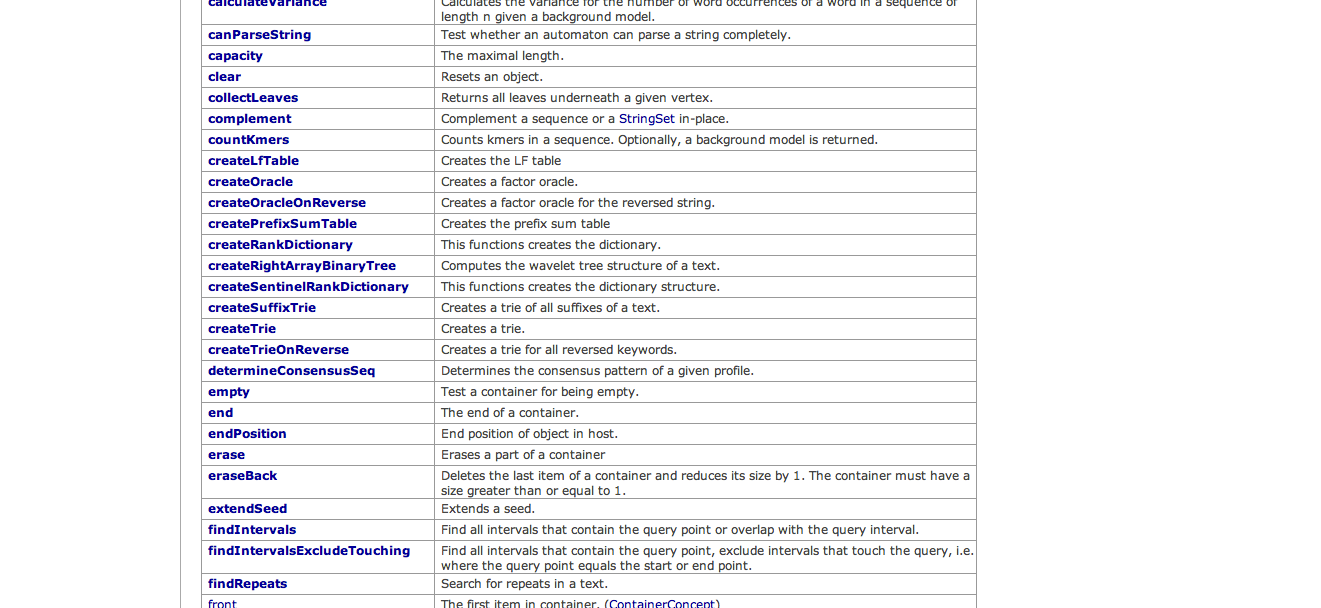 calculateVariance Calculates the variance for the number of word occurrences of a word in a sequence of
length n given a background model.
canParseString Test whether an automaton can parse a string completely.
capacity The maximal length.
clear Resets an object.
collectLeaves Returns all leaves underneath a given vertex.
complement Complement a sequence or a StringSet in-place.
countKmers Counts kmers in a sequence. Optionally, a background model is returned.
createLfTable Creates the LF table
createOracle Creates a factor oracle.
createOracleOnReverse Creates a factor oracle for the reversed string.
createPrefixSumTable Creates the prefix sum table
createRankDictionary This functions creates the dictionary.
createRightArrayBinaryTree Computes the wavelet tree structure of a text.
createSentinelRankDictionary This functions creates the dictionary structure.
createSuffixTrie Creates a trie of all suffixes of a text.
createTrie Creates a trie.
createTrieOnReverse Creates a trie for all reversed keywords.
determineConsensusSeq Determines the consensus pattern of a given profile.
empty Test a container for being empty.
end The end of a container.
endPosition End position of object in host.
erase Erases a part of a container
eraseBack Deletes the last item of a container and reduces its size by 1. The container must have a
size greater than or equal to 1.
extendSeed Extends a seed.
findIntervals Find all intervals that contain the query point or overlap with the query interval.
findIntervalsExcludeTouching Find all intervals that contain the query point, exclude intervals that touch the query, i.e.
where the query point equals the start or end point.
findRepeats Search for repeats in a text.
front The first item in container. (ContainerConcept)